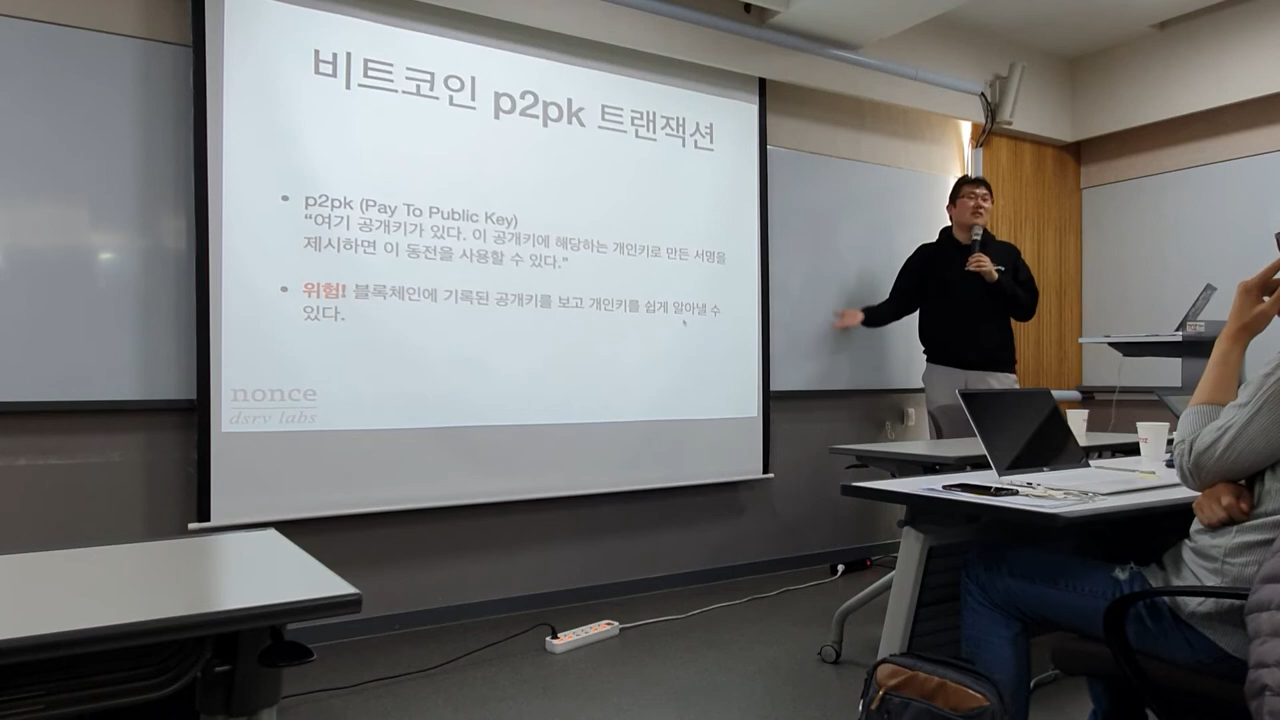 비트코인 p2pk 트랜잭션
p2pk (Pay To Public Key)
“여기 공개키가 있다. 이 공개키에 해당하는 개인키로 만든 서명을
제시하면 이 동전을 사용할 수 있다.”
위험! 블록체인에 기록된 공개키를 보고 개인키를 쉽게 알아낼 수
있다.
nonce
dsrv labs